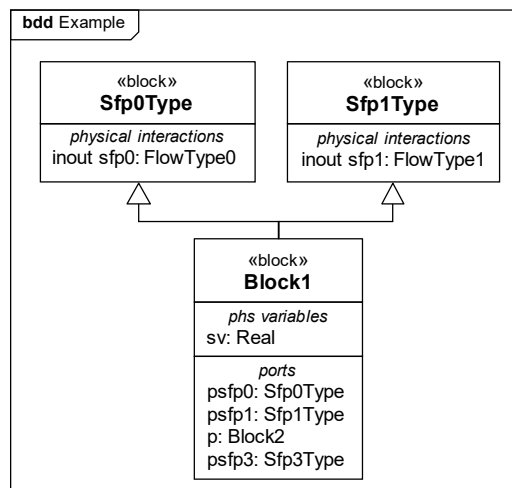 bdd Example
«block»
Sfp0Type
physical interactions
inout sfp0: FlowType0
«block»
Sfp1Type
physical interactions
inout sfp1: FlowType1
«block»
Block1
phs variables
sv: Real
ports
psfp0: Sfp0Type
psfp1: Sfp1Type
p: Block2
psfp3: Sfp3Type